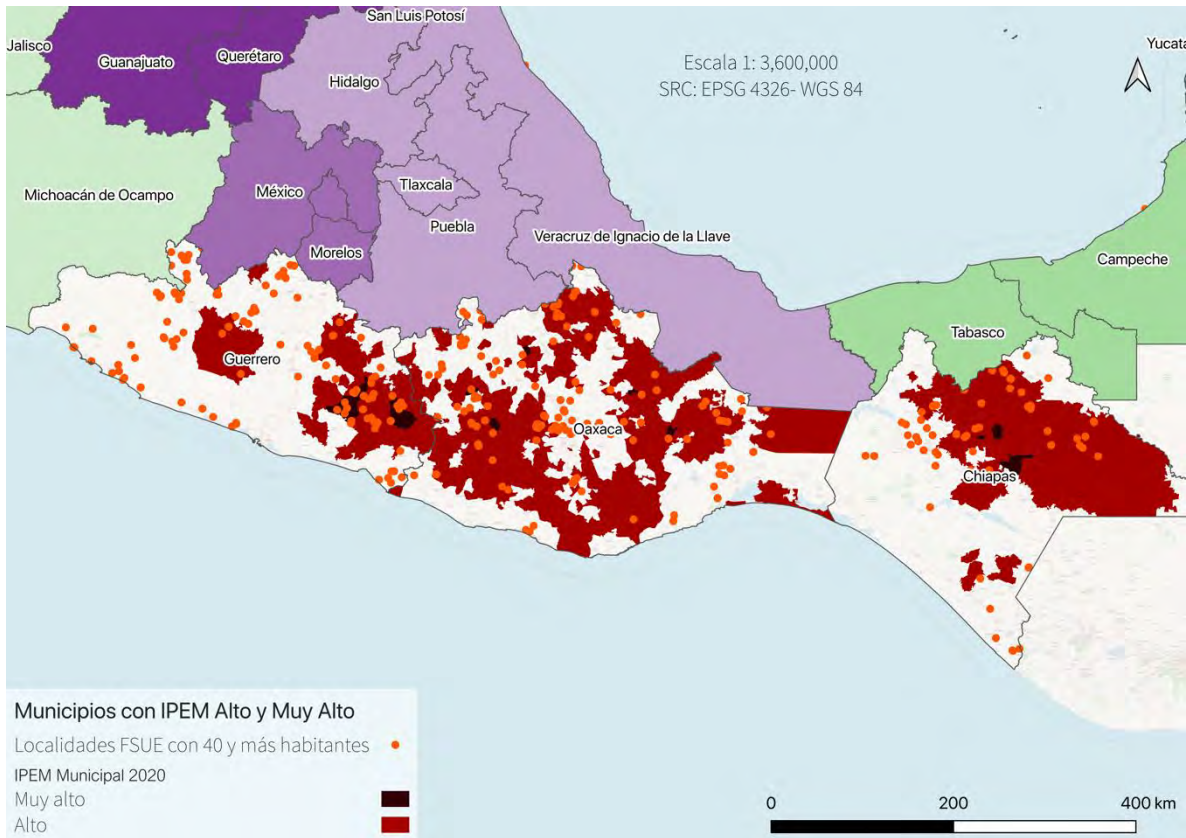 San Luis Potosí
Jalisco
Guanajuato
Querétaro
Hidalgo
Escala 1: 3,600,000
SRC: EPSG 4326- WGS 84
Yucata
Michoacán de Ocampo
México
Tlaxcala
Puebla
Morelos
Veracruz de Ignacio de la Llave
Campeche
Tabasco
Guerrero
Oaxaca
Chiapas
Municipios con IPEM Alto y Muy Alto
Localidades FSUE con 40 y más habitantes
IPEM Municipal 2020
Muy alto
Alto
0 200 400 km